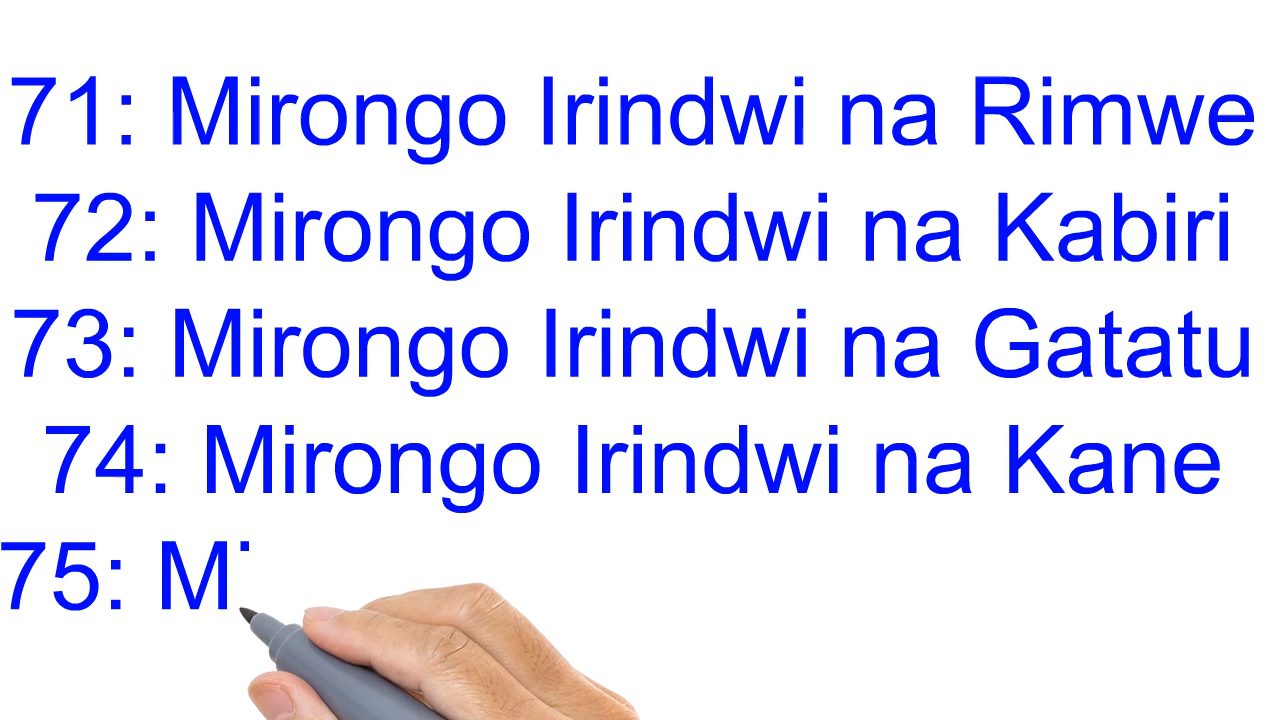 71: Mirongo Irindwi na Rimwe
72: Mirongo Irindwi na Kabiri
73: Mirongo Irindwi na Gatatu
74: Mirongo Irindwi na Kane
75: M